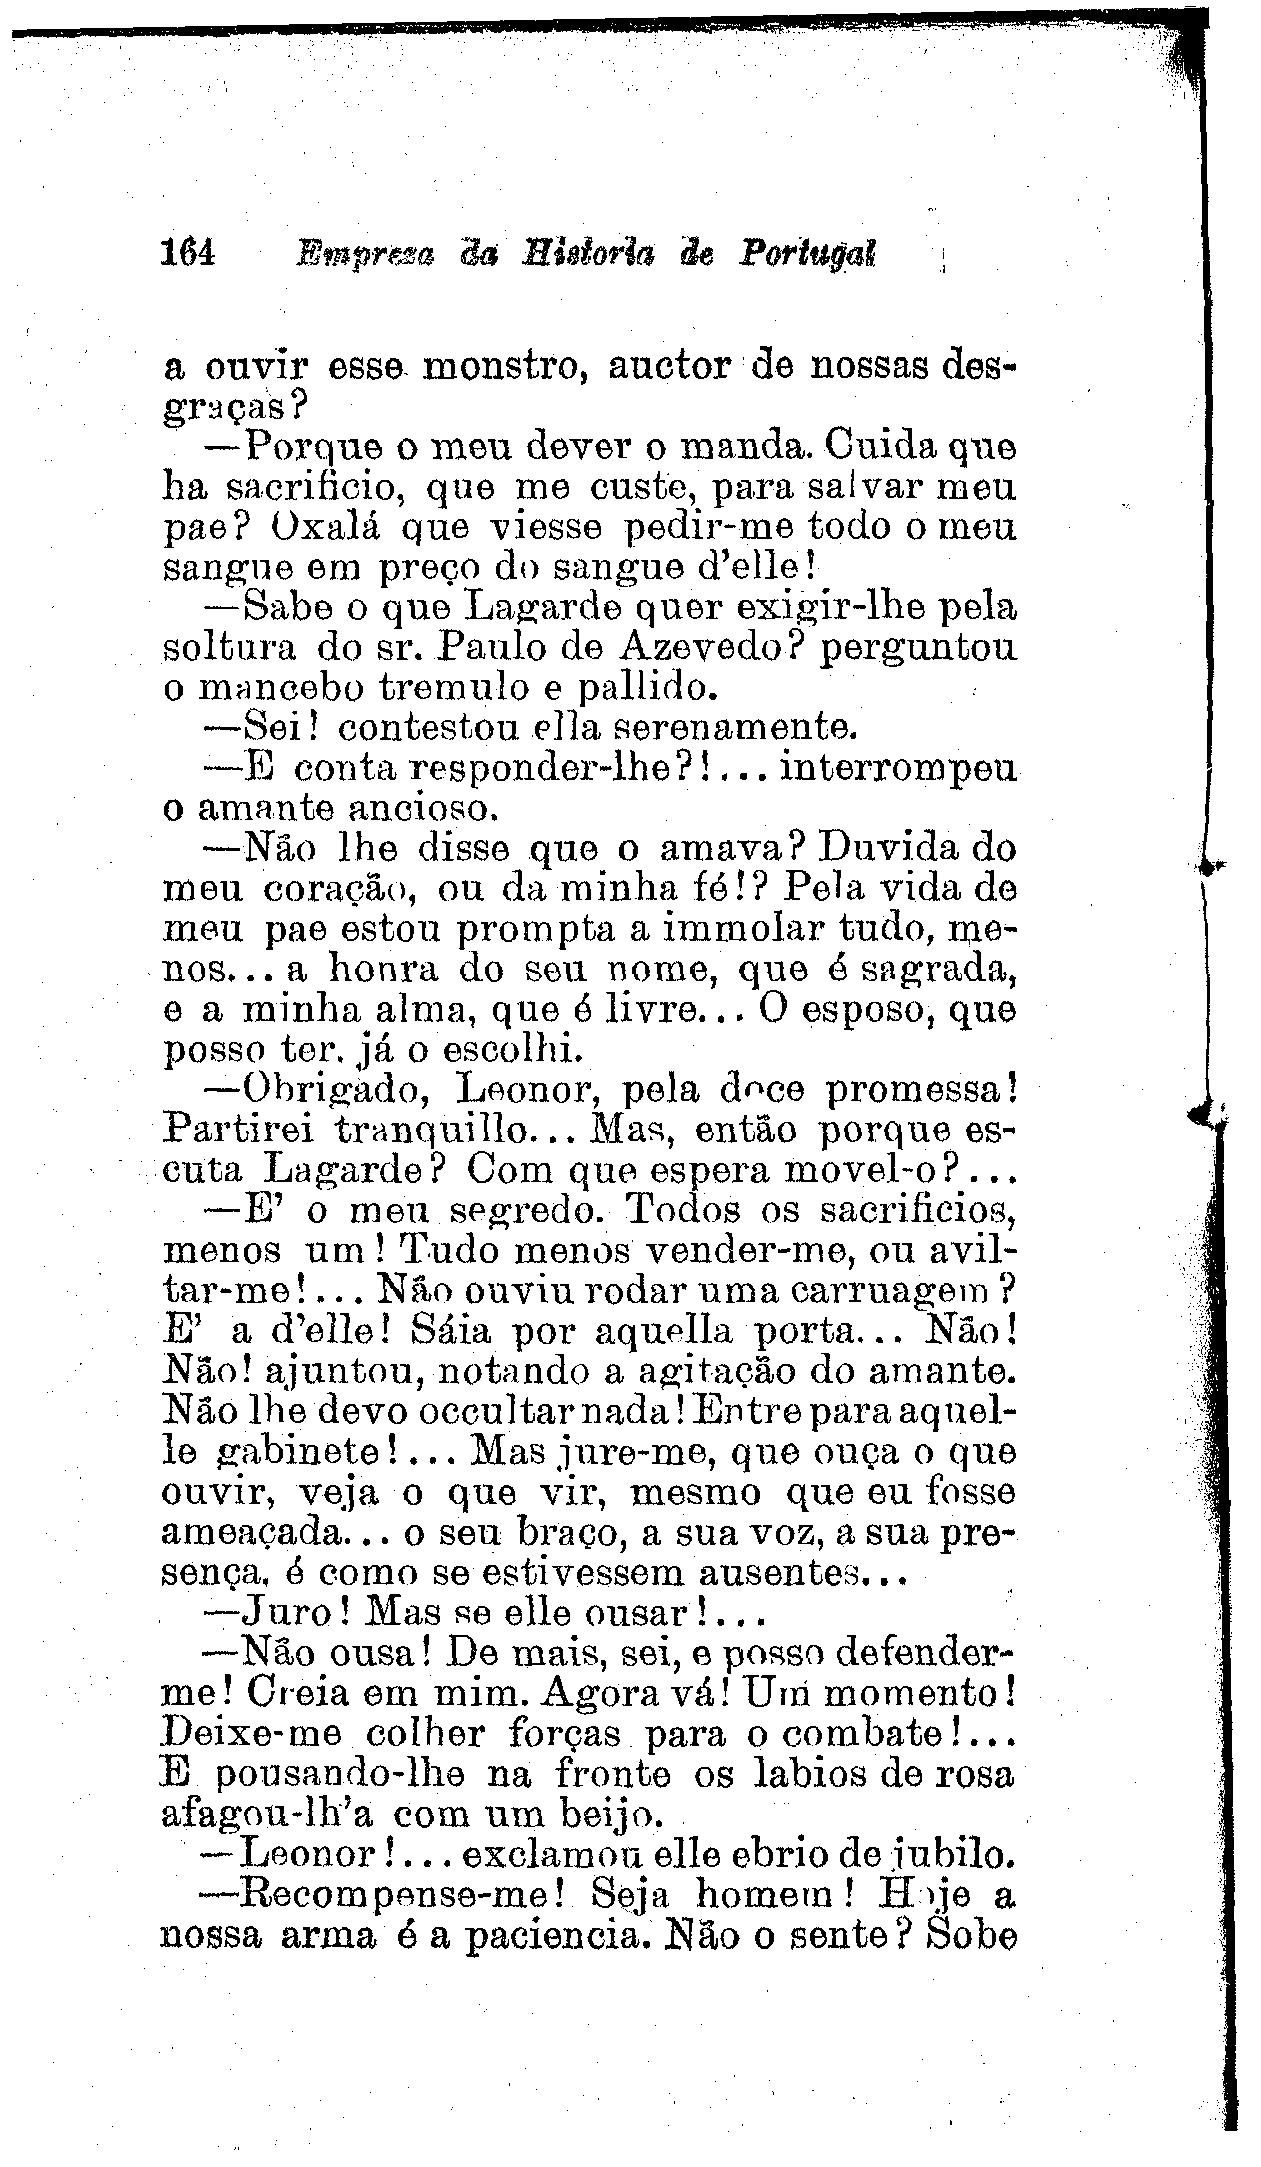 164 Empreza da Historia de Portugal
a ouvir esse monstro, auctor de nossas des-
graças?
—Porque o meu dever o manda. Cuida que
ha sacrificio, que me custe, para salvar meu
pae? Oxalá que viesse pedir-me todo o meu
sangue em preço do sangue d'elle!
—Sabe o que Lagarde quer exigir-lhe pela
soltura do sr. Paulo de Azevedo? perguntou
o mancebo tremulo e pallido.
—Sei! contestou ella serenamente.
—E conta responder-lhe?!... interrompeu
o amante ancioso.
—Não lhe disse que o amava? Duvida do
meu coração, ou da minha fé!? Pela vida de
meu pae estou prompta a immolar tudo, me-
nos... a honra do seu nome, que é sagrada,
e a minha alma, que é livre... O esposo, que
posso ter, já o escolhi.
—Obrigado, Leonor, pela doce promessa!
Partirei tranquillo... Mas, então porque es-
cuta Lagarde? Com que espera movel-o?...
—E' o meu segredo. Todos os sacrificios,
menos um! Tudo menos vender-me, ou avil-
tar-me!... Não ouviu rodar uma carruagem?
E' a d'elle! Sáia por aquella porta... Não!
Não! ajuntou, notando a agitação do amante.
Não lhe devo occultar nada! Entre para aquel-
le gabinete!... Mas jure-me, que ouça o que
ouvir, veja o que vir, mesmo que eu fosse
ameaçada... o seu braço, a sua voz, a sua pre-
sença, é como se estivessem ausentes...
—Juro! Mas se elle ousar!...
—Não ousa! De mais, sei, e posso defender-
me! Creia em mim. Agora vá! Um momento!
Deixe-me colher forças para o combate!...
E pousando-lhe na fronte os labios de rosa
afagou-lh'a com um beijo.
—Leonor!... exclamou elle ebrio de jubilo.
—Recompense-me! Seja homem! Hoje a
nossa arma é a paciencia. Não o sente? Sobe